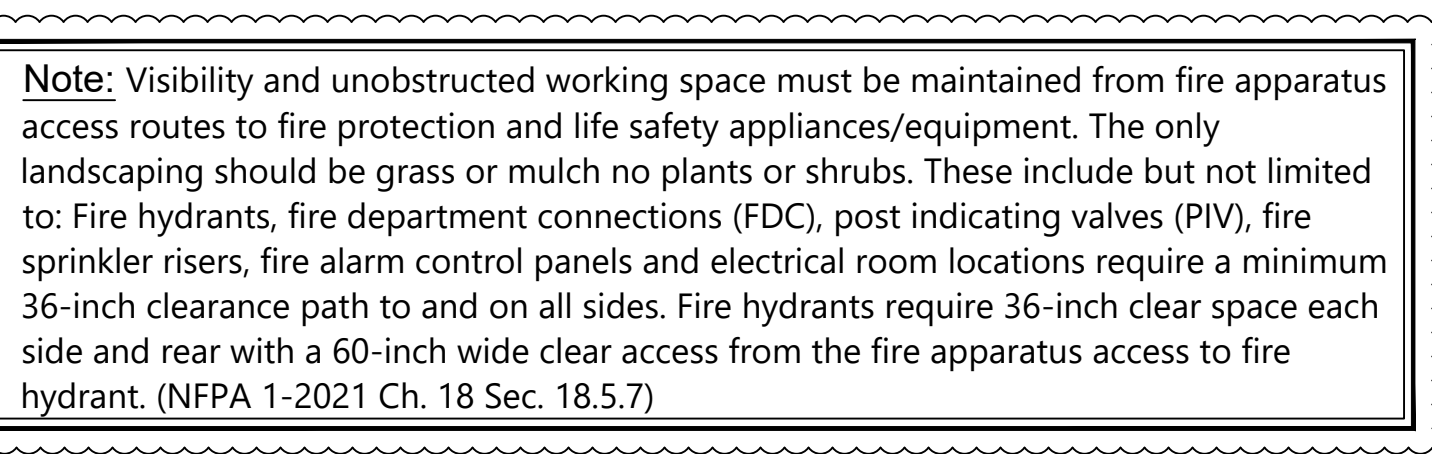 Note: Visibility and unobstructed working space must be maintained from fire apparatus
access routes to fire protection and life safety appliances/equipment. The only
landscaping should be grass or mulch no plants or shrubs. These include but not limited
to: Fire hydrants, fire department connections (FDC), post indicating valves (PIV), fire
sprinkler risers, fire alarm control panels and electrical room locations require a minimum
36-inch clearance path to and on all sides. Fire hydrants require 36-inch clear space each
side and rear with a 60-inch wide clear access from the fire apparatus access to fire
hydrant. (NFPA 1-2021 Ch. 18 Sec. 18.5.7)